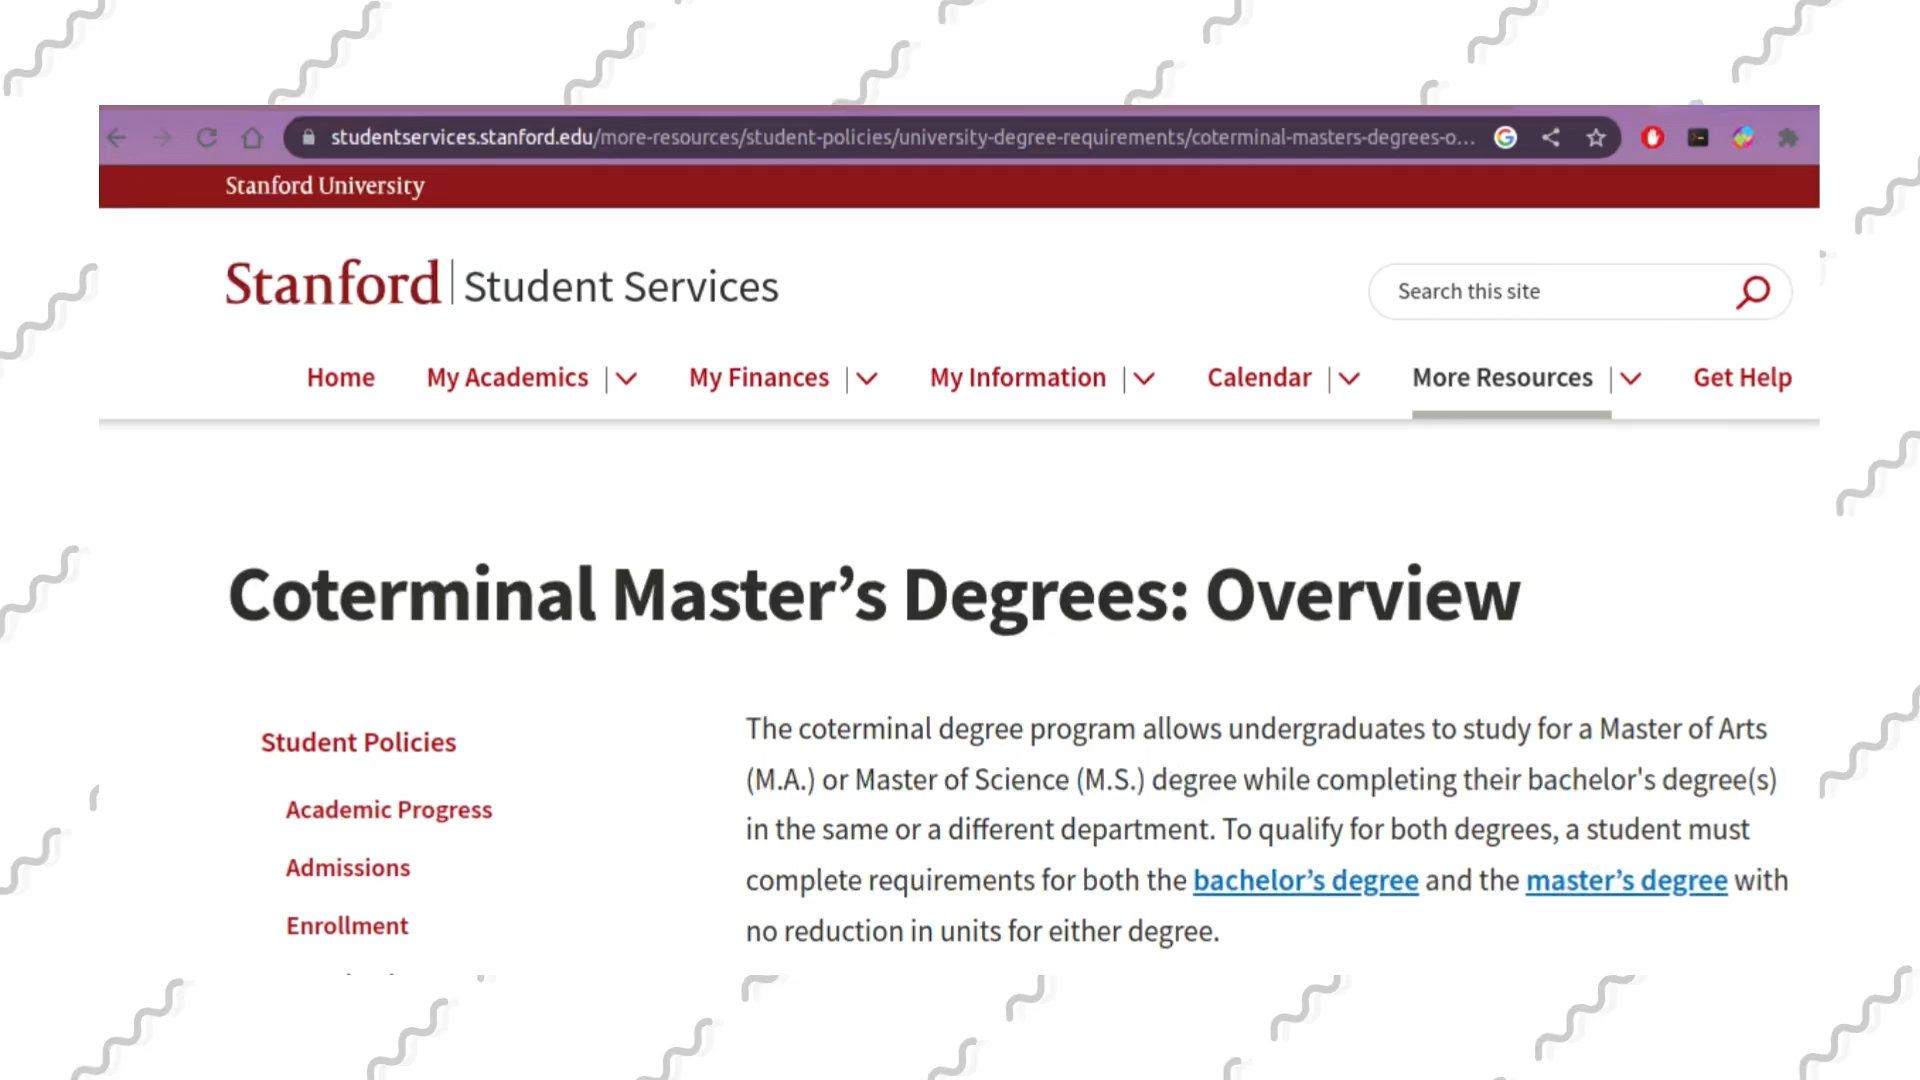 studentservices.stanford.edu/more-resources/student-policies/university-degree-requirements/coterminal-masters-degrees-o...
Stanford University
Stanford | Student Services
Search this site
Home My Academics My Finances My Information Calendar More Resources Get Help
Coterminal Master’s Degrees: Overview
Student Policies
Academic Progress
Admissions
Enrollment
The coterminal degree program allows undergraduates to study for a Master of Arts
(M.A.) or Master of Science (M.S.) degree while completing their bachelor's degree(s)
in the same or a different department. To qualify for both degrees, a student must
complete requirements for both the bachelor’s degree and the master’s degree with
no reduction in units for either degree.